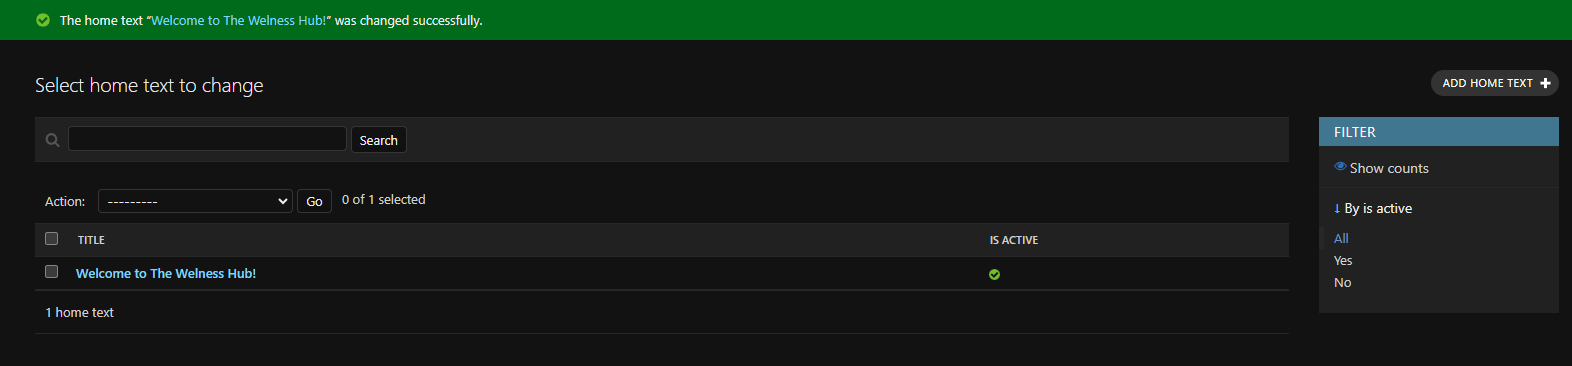 The home text “Welcome to The Welness Hub!” was changed successfully.
Select home text to change
ADD HOME TEXT
Search
FILTER
Show counts
Action:
---------
Go
0 of 1 selected
By is active
TITLE
IS ACTIVE
All
Yes
Welcome to The Welness Hub!
No
1 home text